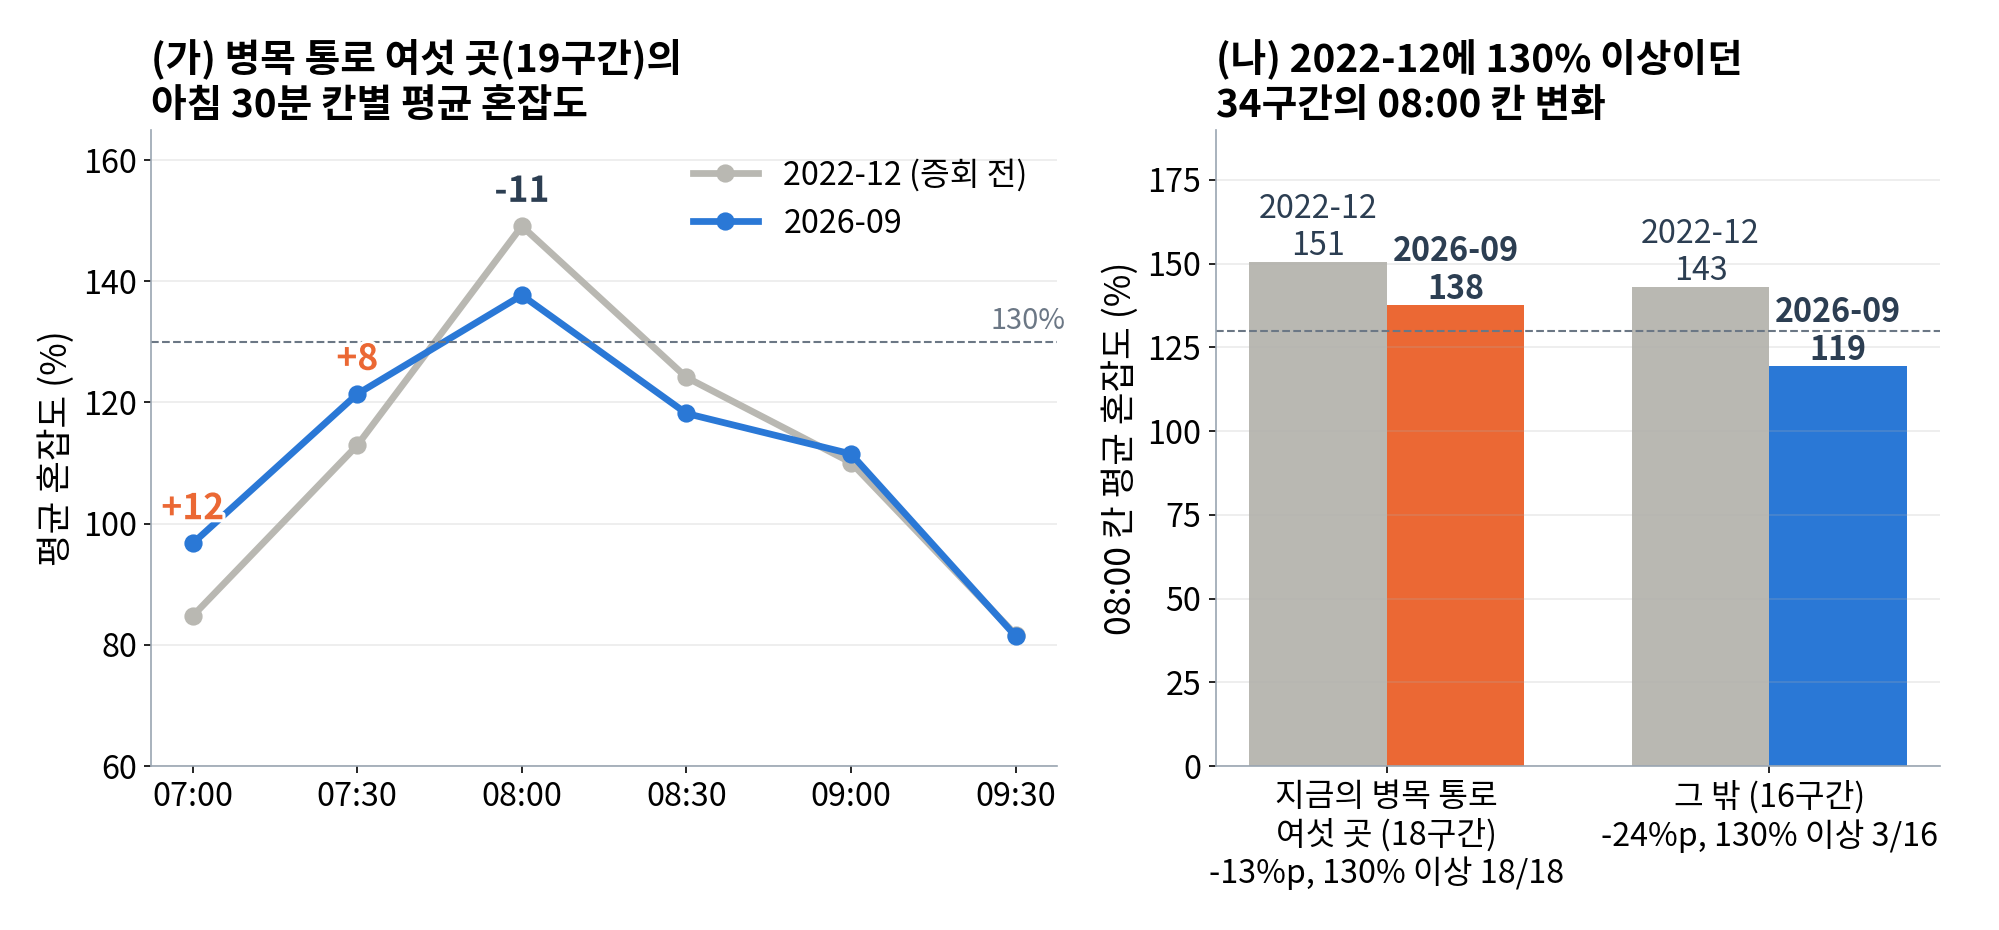 (가) 병목 통로 여섯 곳(19구간)의
아침 30분 칸별 평균 혼잡도
평균 혼잡도 (%)
160
140
120
100
80
60
07:00
07:30
08:00
08:30
09:00
09:30
2022-12 (증회 전)
2026-09
130%
+12
+8
-11
(나) 2022-12에 130% 이상이던
34구간의 08:00 칸 변화
08:00 칸 평균 혼잡도 (%)
175
150
125
100
75
50
25
0
2022-12
151
2026-09
138
2022-12
143
2026-09
119
지금의 병목 통로
여섯 곳 (18구간)
-13%p, 130% 이상 18/18
그 밖 (16구간)
-24%p, 130% 이상 3/16